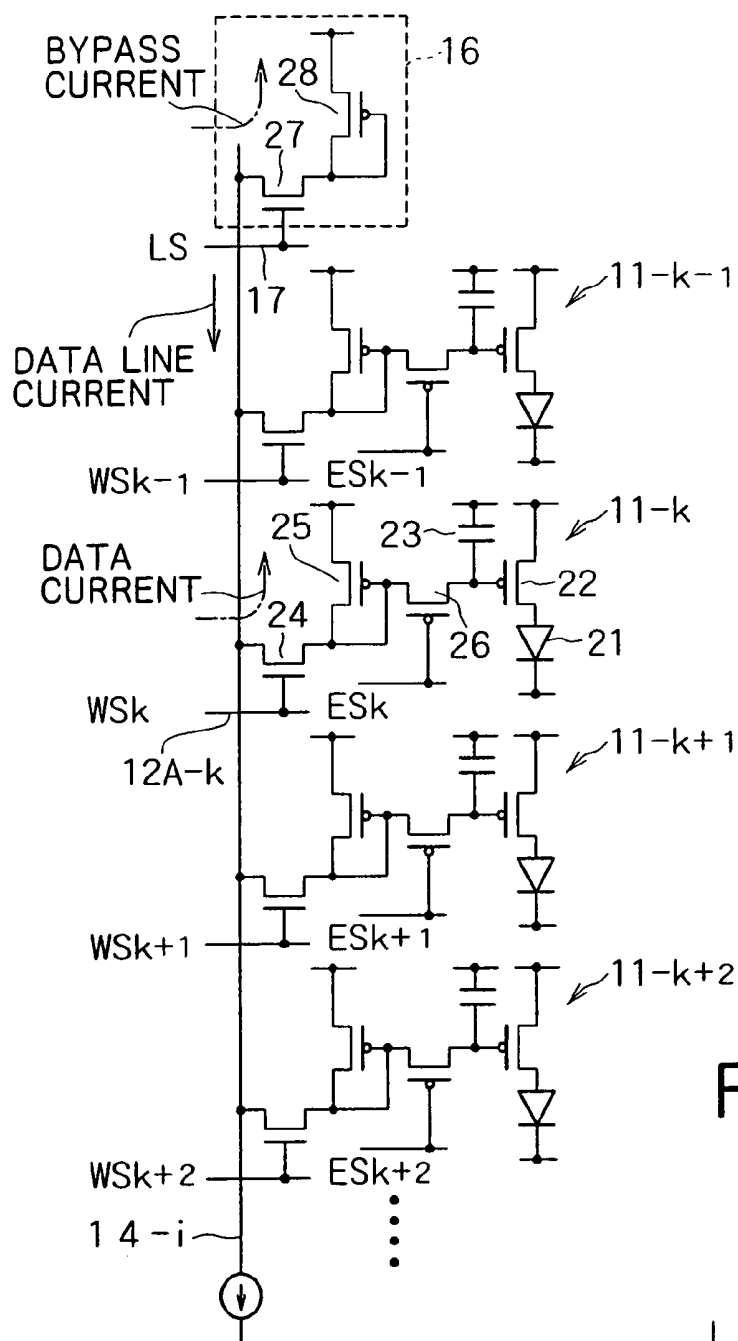 BYPASS
CURRENT
16
28
27
LS
17
11-k-1
DATA LINE
CURRENT
WSk-1
ESk-1
11-k
23
DATA
CURRENT
25
22
24
26
21
WSk
ESk
12A-k
11-k+1
WSk+1
ESk+1
11-k+2
F
WSk+2
ESk+2
14-i